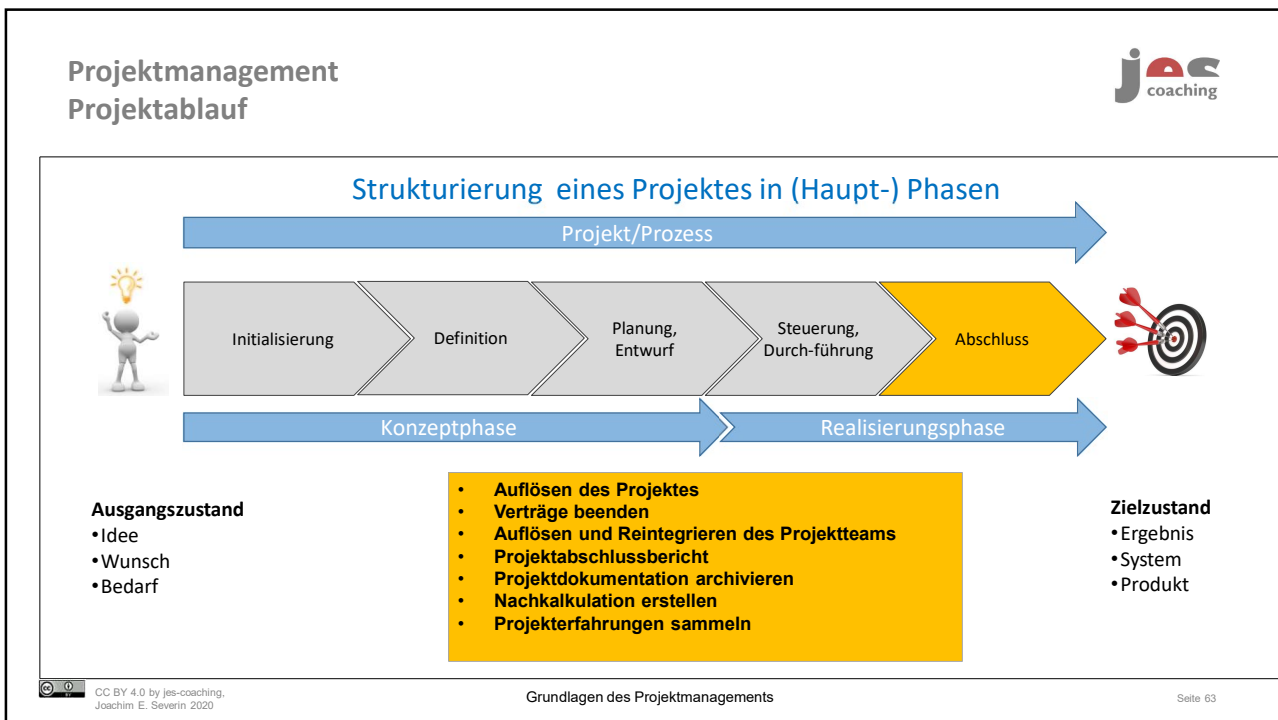 Projektmanagement
Projektablauf
jes
coaching
Strukturierung eines Projektes in (Haupt-) Phasen
Projekt/Prozess
Initialisierung
Definition
Planung,
Entwurf
Steuerung,
Durch-führung
Abschluss
Konzeptphase
Realisierungsphase
Ausgangszustand
•Idee
•Wunsch
•Bedarf
• Auflösen des Projektes
• Verträge beenden
• Auflösen und Reintegrieren des Projektteams
• Projektabschlussbericht
• Projektdokumentation archivieren
• Nachkalkulation erstellen
• Projekterfahrungen sammeln
Zielzustand
•Ergebnis
•System
•Produkt
cc BY
CC BY 4.0 by jes-coaching,
Joachim E. Severin 2020
Grundlagen des Projektmanagements
Seite 63